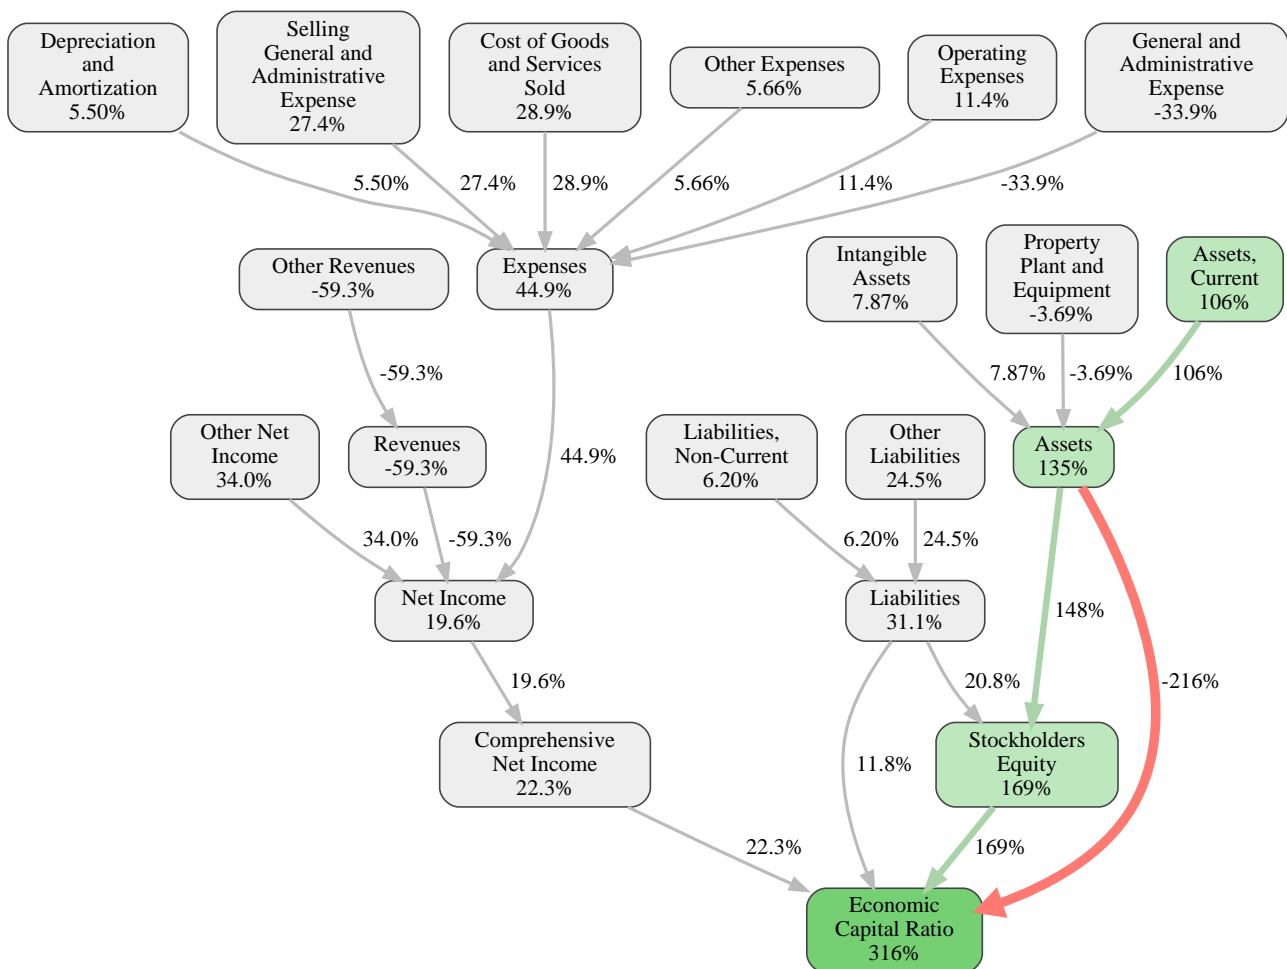 Depreciation
and
Amortization
5.50%
Selling
General and
Administrative
Expense
27.4%
Cost of Goods
and Services
Sold
28.9%
Other Expenses
5.66%
Operating
Expenses
11.4%
General and
Administrative
Expense
-33.9%
5.50%
27.4%
28.9%
5.66%
11.4%
-33.9%
Other Revenues
-59.3%
Expenses
44.9%
Intangible
Assets
7.87%
Property
Plant and
Equipment
-3.69%
Assets,
Current
106%
-59.3%
7.87%
-3.69%
106%
Other Net
Income
34.0%
Revenues
-59.3%
44.9%
Liabilities,
Non-Current
6.20%
Other
Liabilities
24.5%
Assets
135%
34.0%
-59.3%
6.20%
24.5%
Net Income
19.6%
Liabilities
31.1%
148%
19.6%
20.8%
-216%
Comprehensive
Net Income
22.3%
11.8%
Stockholders
Equity
169%
22.3%
169%
Economic
Capital Ratio
316%